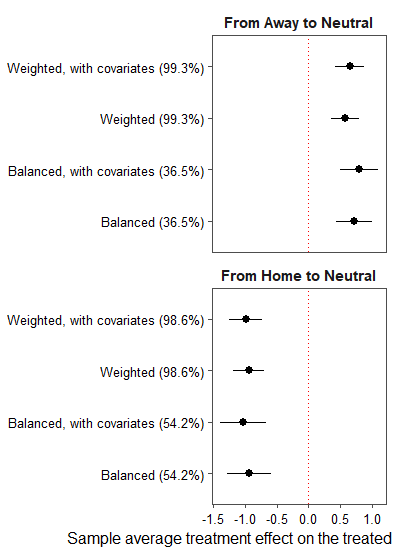 From Away to Neutral
Weighted, with covariates (99.3%)
Weighted (99.3%)
Balanced, with covariates (36.5%)
Balanced (36.5%)
From Home to Neutral
Weighted, with covariates (98.6%)
Weighted (98.6%)
Balanced, with covariates (54.2%)
Balanced (54.2%)
-1.5 -1.0 -0.5 0.0 0.5 1.0
Sample average treatment effect on the treated